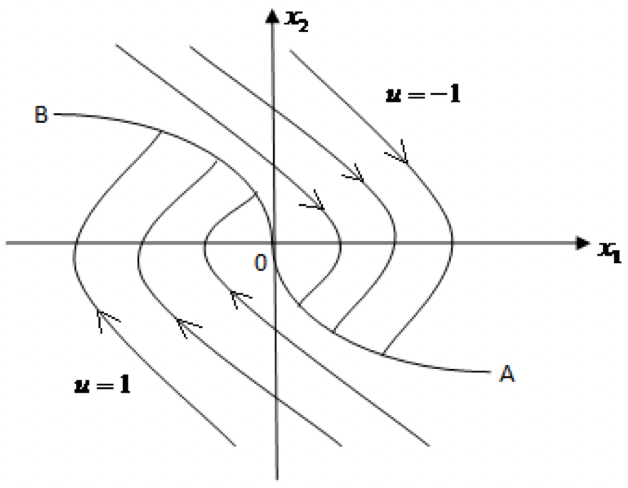 x₂
u = -1
B
0
x₁
u = 1
A